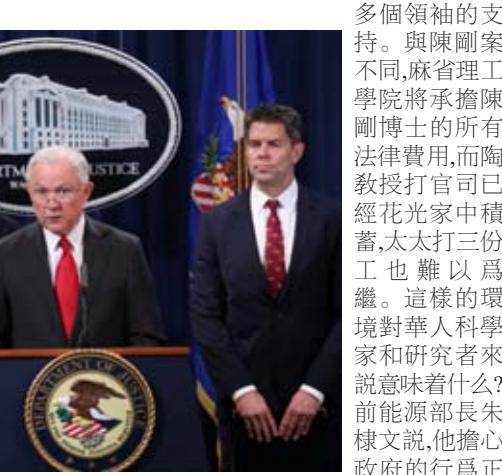 STICE
多個領袖的支
持。與陳剛案
不同,麻省理工
學院將承擔陳
剛博士的所有
法律費用,而陶
敎授打官司已
經花光家中積
蓄,太太打三份
工也難以爲
繼。這樣的環
境對華人科學
家和研究者來
説意味着什么?
前能源部長朱
棣文説,他擔心
政府的行爲正